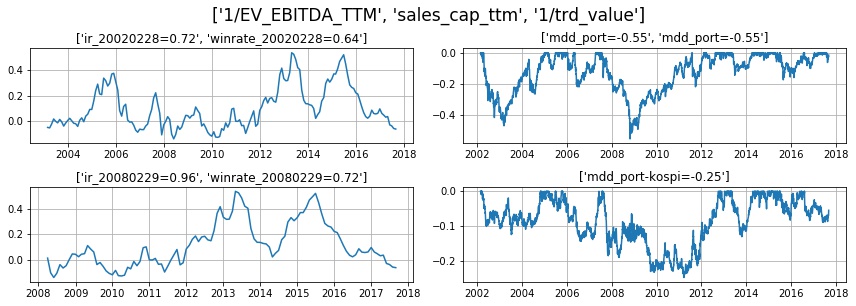 ['1/EV_EBITDA_TTM', 'sales_cap_ttm', '1/trd_value']
['ir_20020228=0.72', 'winrate_20020228=0.64']
0.4
0.2
0.0
2004 2006 2008 2010 2012 2014 2016 2018
['mdd_port=-0.55', 'mdd_port=-0.55']
0.0
−0.2
−0.4
2002 2004 2006 2008 2010 2012 2014 2016 2018
['ir_20080229=0.96', 'winrate_20080229=0.72']
0.4
0.2
0.0
2008 2009 2010 2011 2012 2013 2014 2015 2016 2017 2018
['mdd_port-kospi=-0.25']
0.0
−0.1
−0.2
2002 2004 2006 2008 2010 2012 2014 2016 2018